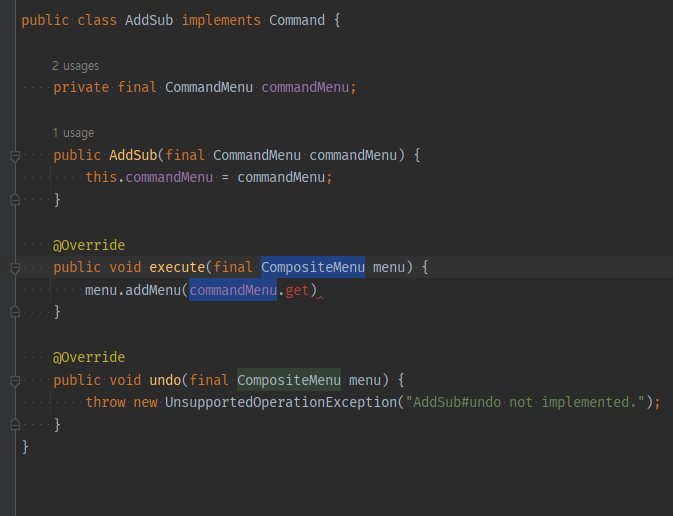 public class AddSub implements Command {
2 usages
private final CommandMenu commandMenu;
1 usage
public AddSub(final CommandMenu commandMenu) {
this.commandMenu = commandMenu;
}
@Override
public void execute(final CompositeMenu menu) {
menu.addMenu(commandMenu.get)
}
@Override
public void undo(final CompositeMenu menu) {
throw new UnsupportedOperationException("AddSub#undo not implemented.");
}
}